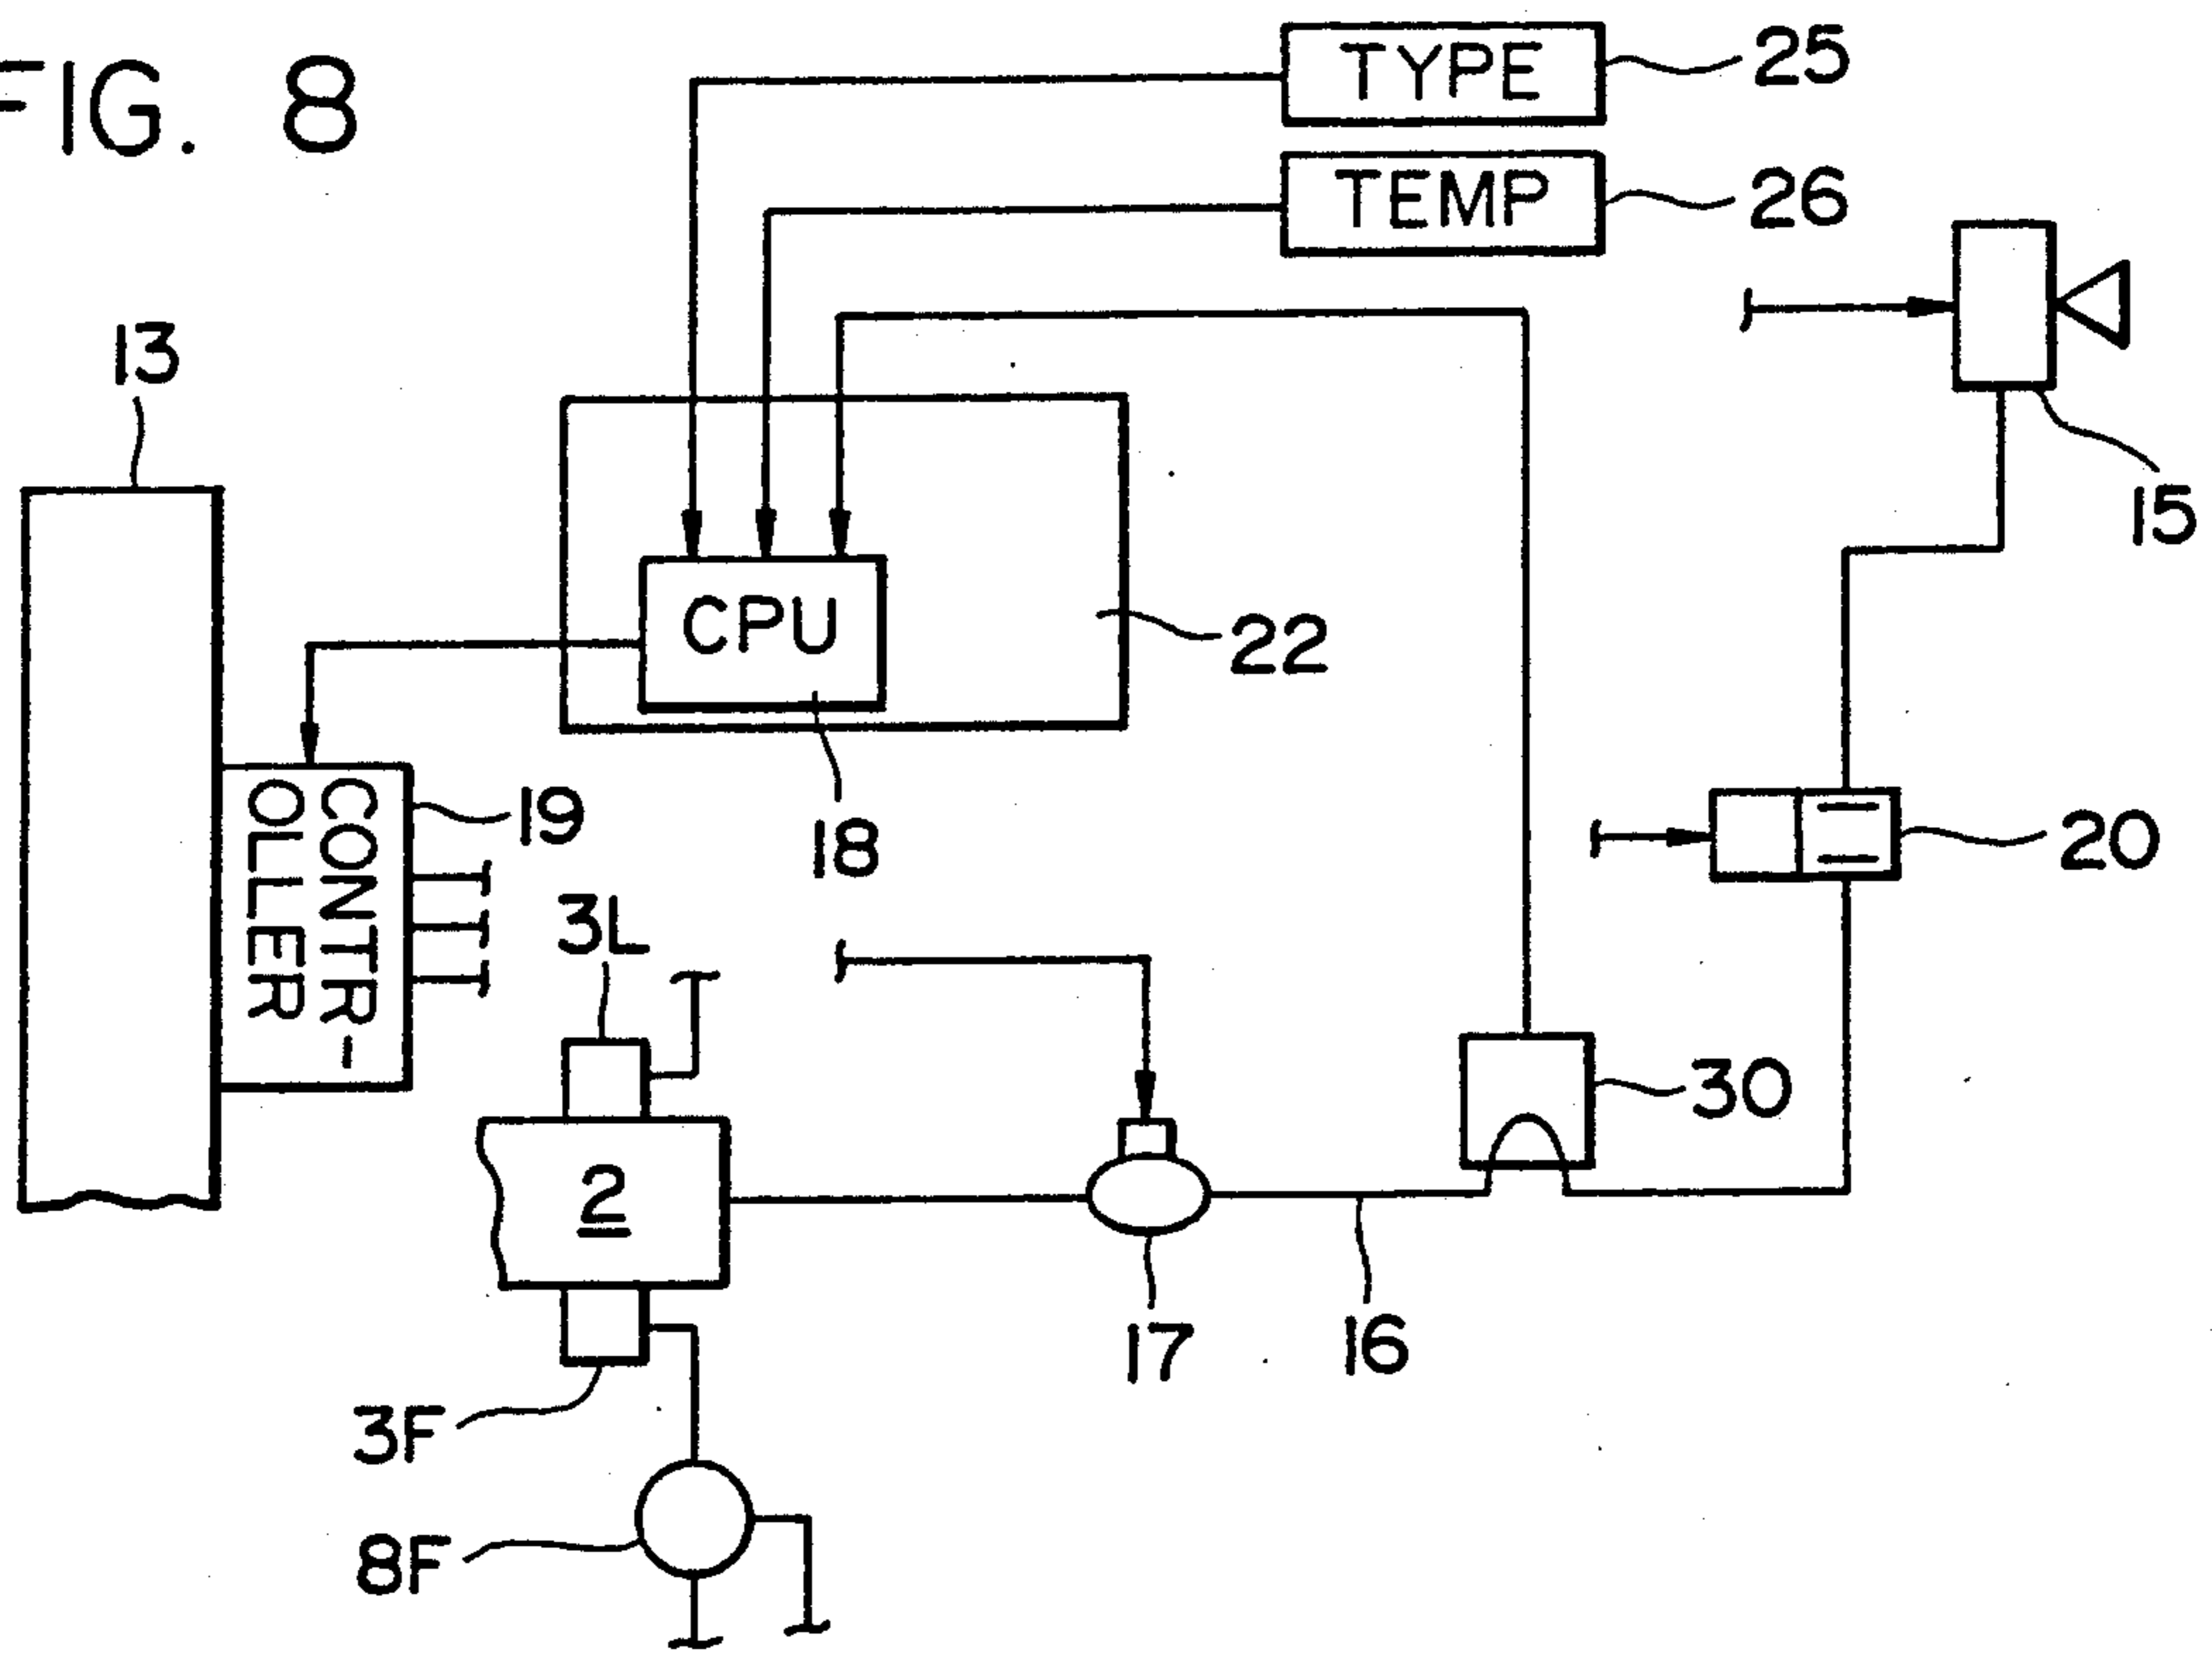 FIG. 8
TYPE
25
TEMP
26
13
15
CPU
22
19
CONTR-
OLLER
18
20
3L
30
2
17
16
3F
8F